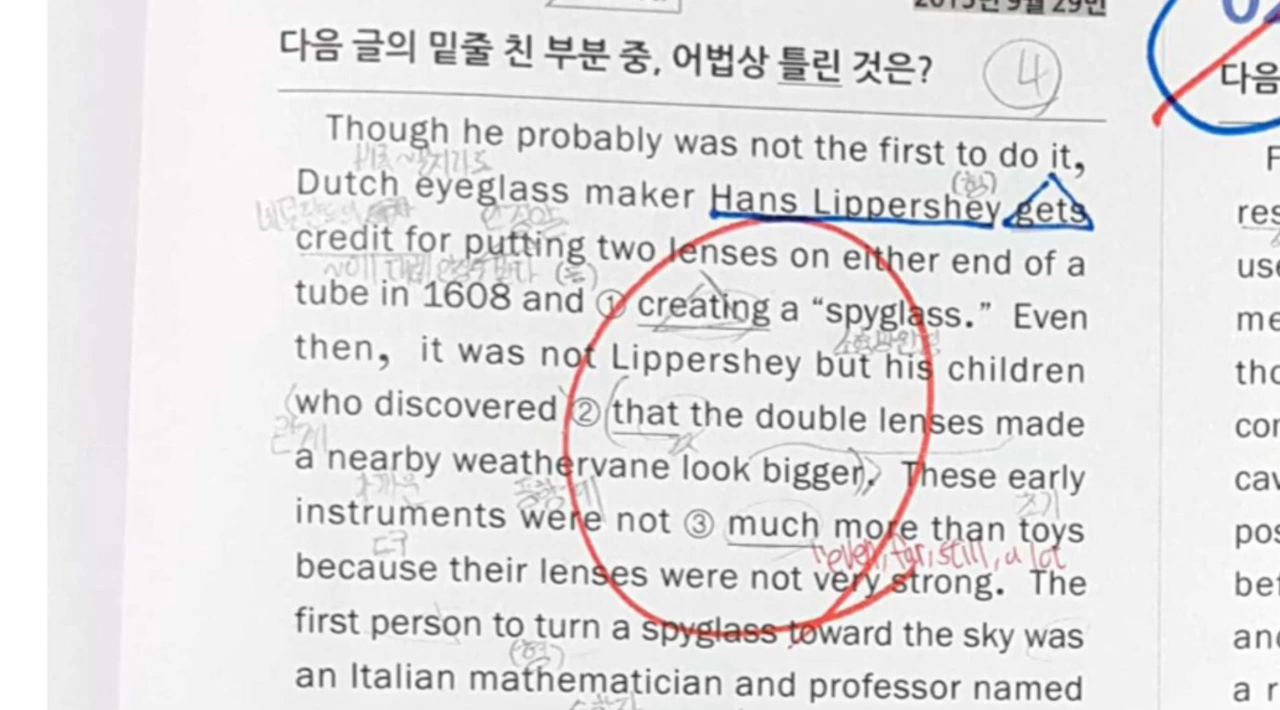 2015년 9월 29번
다음 글의 밑줄 친 부분 중, 어법상 틀린 것은? 4
Though he probably was not the first to do it,
Dutch eyeglass maker Hans Lippershey gets
credit for putting two lenses on either end of a
tube in 1608 and ① creating a “spyglass.” Even
then, it was not Lippershey but his children
who discovered ② that the double lenses made
a nearby weathervane look bigger. These early
instruments were not ③ much more than toys
even, far, still, a lot
because their lenses were not very strong. The
first person to turn a spyglass toward the sky was
an Italian mathematician and professor named
다음